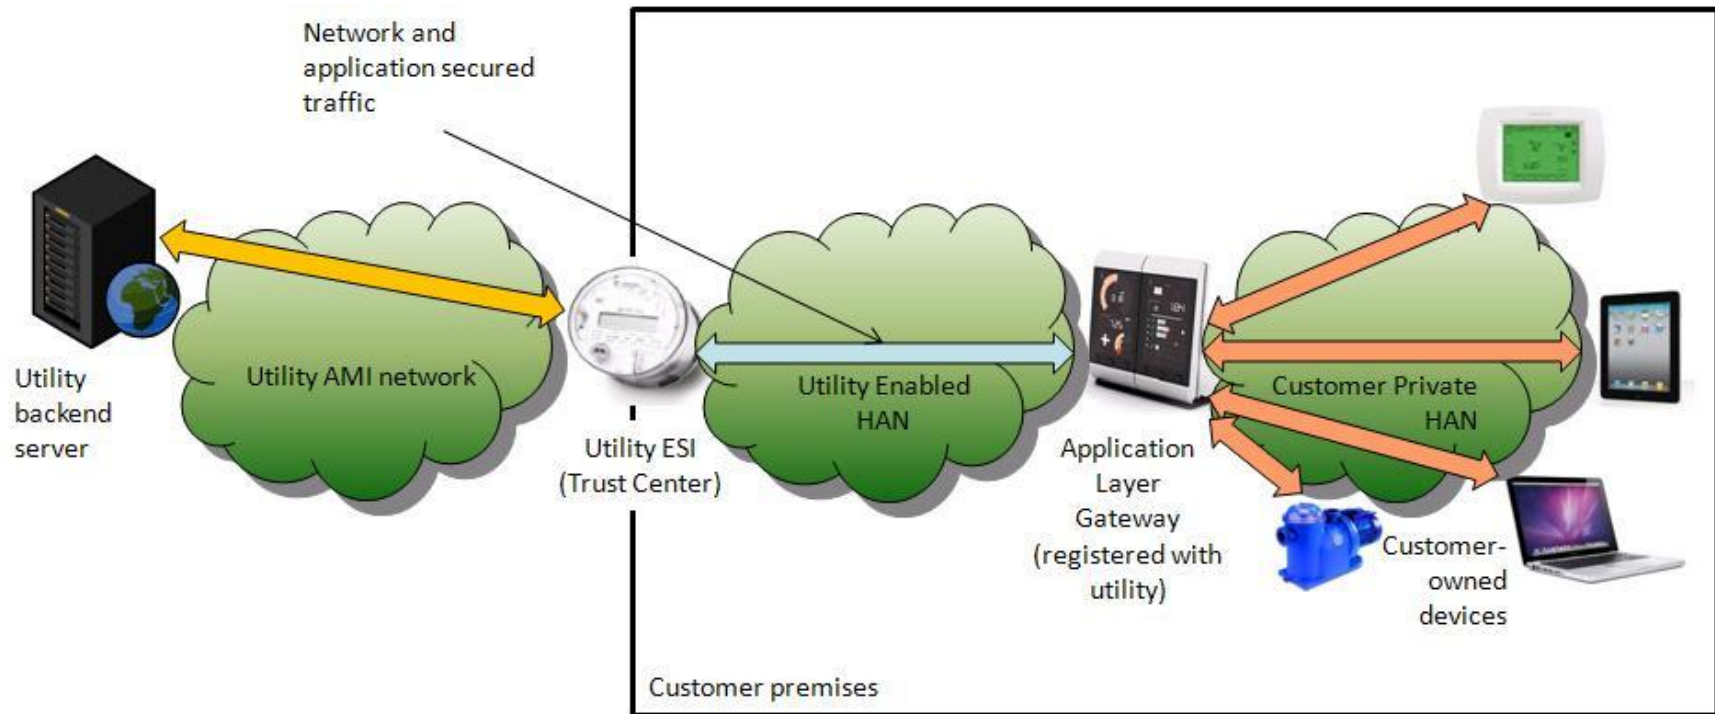 Network and
application secured
traffic
Utility
backend
server
Utility AMI network
Utility ESI
(Trust Center)
Utility Enabled
HAN
Application
Layer
Gateway
(registered with
utility)
Customer Private
HAN
Customer-
owned
devices
Customer premises